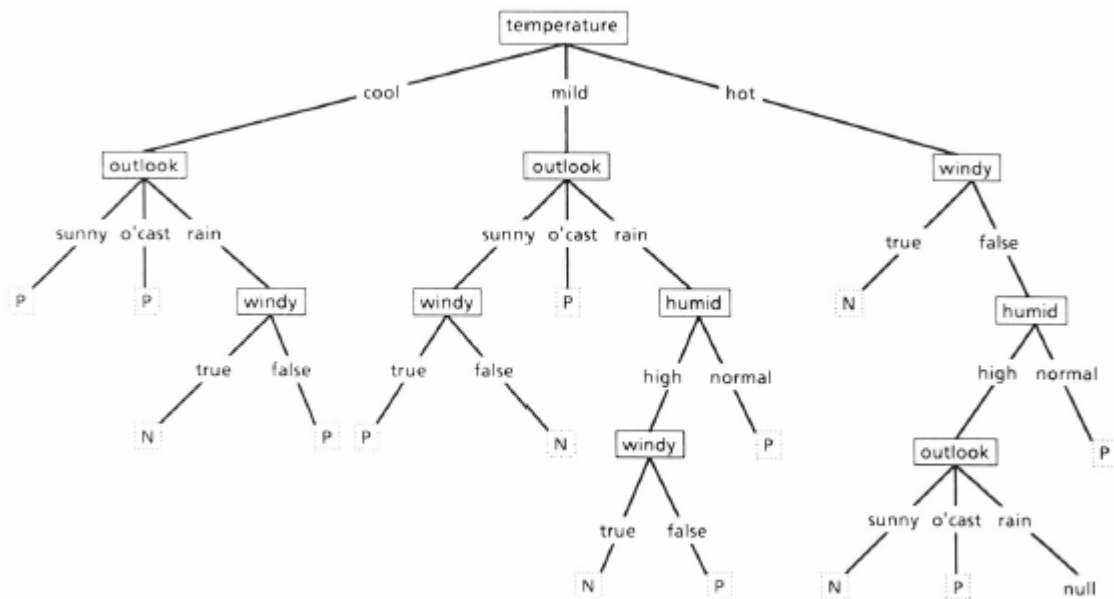 temperature
cool mild hot
outlook outlook windy
sunny o'cast rain sunny o'cast rain true false
P P windy windy P humid N humid
true false true false high normal high normal
N P P N windy P outlook P
true false sunny o'cast rain
N P N P null